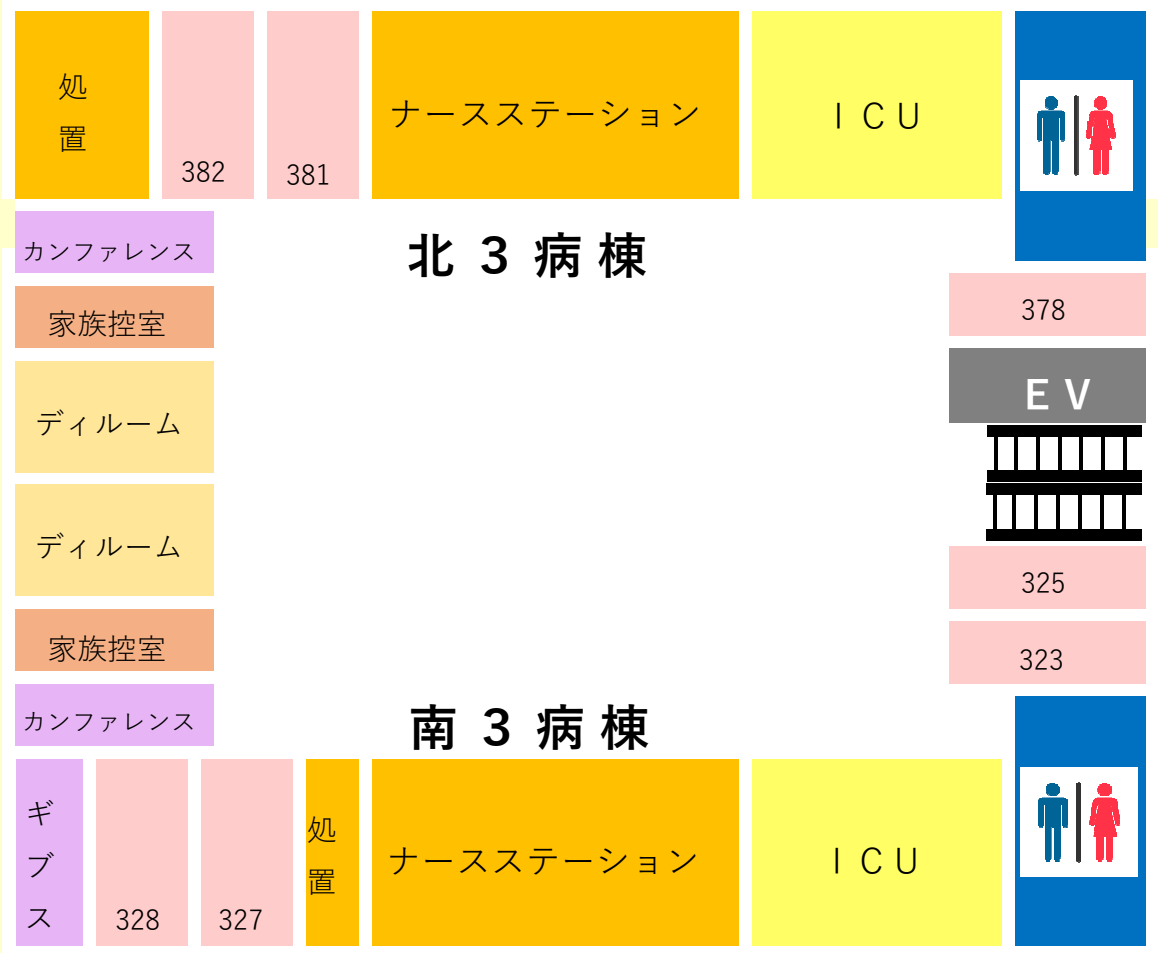 処
置
382
381
ナースステーション
ＩＣＵ
カンファレンス
北３病棟
家族控室
378
ディルーム
ＥＶ
ディルーム
325
家族控室
323
カンファレンス
南３病棟
ギ
ブ
ス
328
327
処
置
ナースステーション
ＩＣＵ